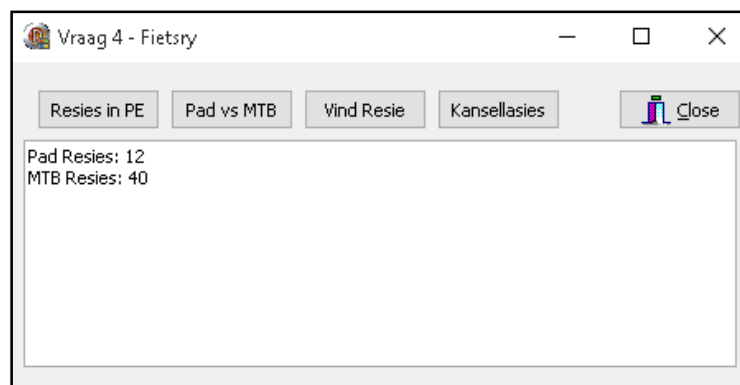 Vraag 4 - Fietsry
Resies in PE
Pad vs MTB
Vind Resie
Kansellasies
Close
Pad Resies: 12
MTB Resies: 40